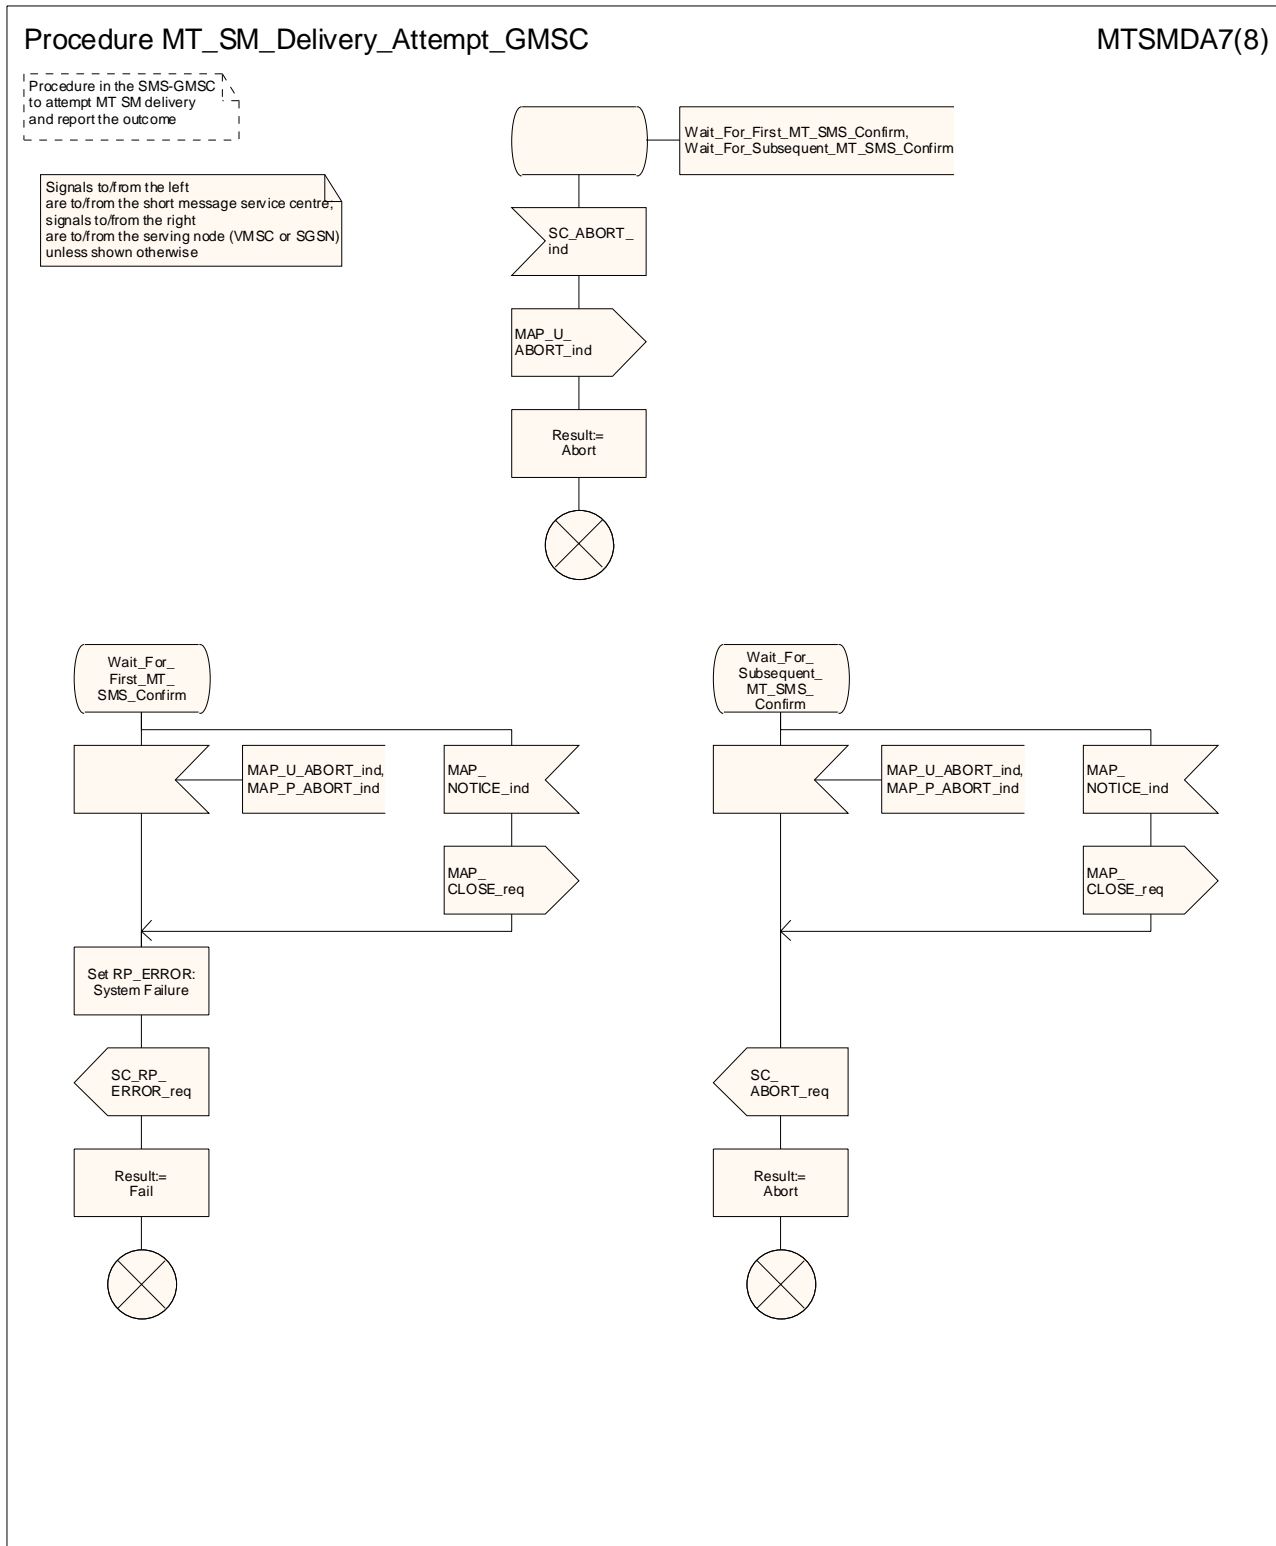 Procedure MT_SM_Delivery_Attempt_GMSC
MTSMDA7(8)
Procedure in the SMS-GMSC
to attempt MT SM delivery
and report the outcome
Signals to/from the left
are to/from the short message service centre;
signals to/from the right
are to/from the serving node (VMSC or SGSN)
unless shown otherwise
Wait_For_First_MT_SMS_Confirm,
Wait_For_Subsequent_MT_SMS_Confirm
SC_ABORT_
ind
MAP_U_
ABORT_ind
Result:=
Abort
Wait_For_
First_MT_
SMS_Confirm
MAP_U_ABORT_ind,
MAP_P_ABORT_ind
MAP_
NOTICE_ind
MAP_
CLOSE_req
Set RP_ERROR:
System Failure
SC_RP_
ERROR_req
Result:=
Fail
Wait_For_
Subsequent_
MT_SMS_
Confirm
MAP_U_ABORT_ind,
MAP_P_ABORT_ind
MAP_
NOTICE_ind
MAP_
CLOSE_req
SC_
ABORT_req
Result:=
Abort